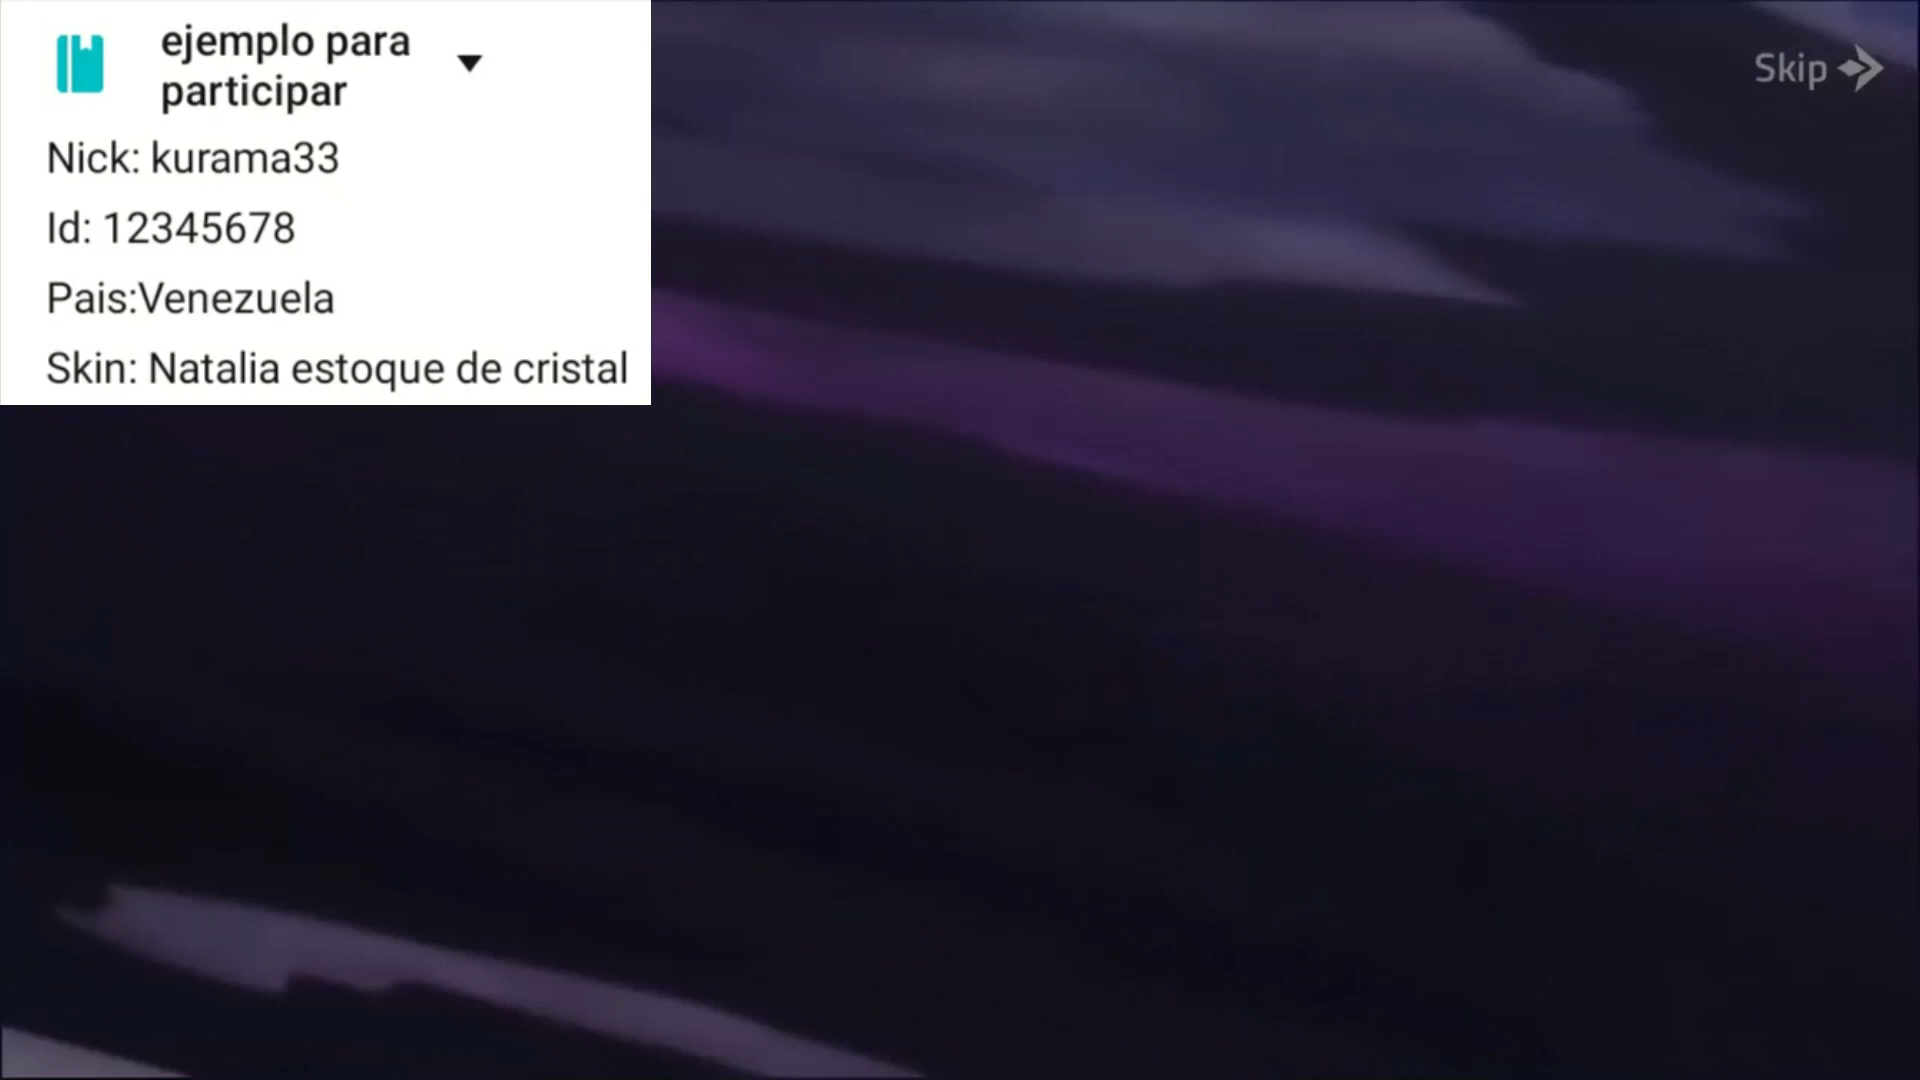 ejemplo para
participar
Nick: kurama33
Id: 12345678
Pais:Venezuela
Skin: Natalia estoque de cristal
Skip